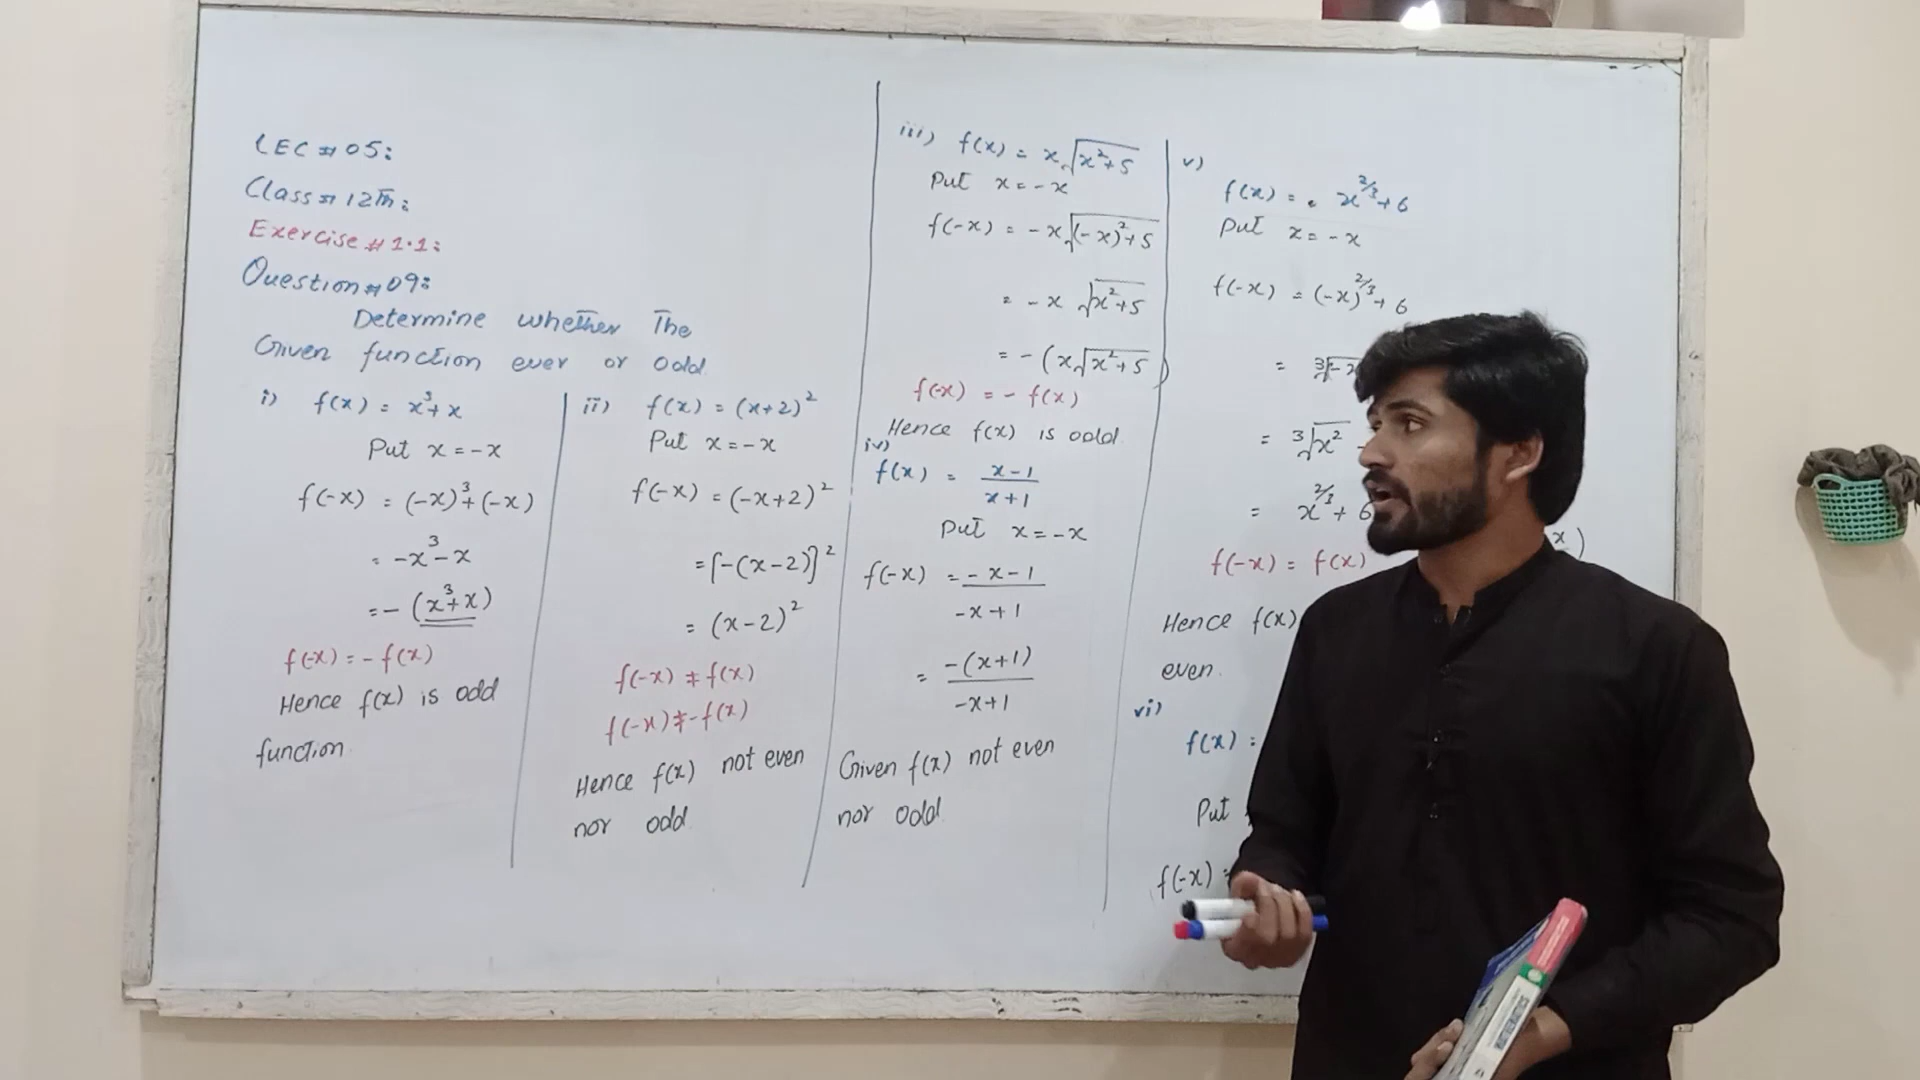 LEC # 05:
Class # 12Th:
Exercise # 1.1:
Question # 09:
Determine whether The
Given function ever or odd
i) f(x) = x³+x
Put x=-x
f(-x) = (-x)³+(-x)
= -x³-x
= -(x³+x)
f(-x) = -f(x)
Hence f(x) is odd
function
ii) f(x) = (x+2)²
Put x=-x
f(-x) = (-x+2)²
= [-(x-2)]²
= (x-2)²
f(-x) ≠ f(x)
f(-x) ≠ -f(x)
Hence f(x) not even
nor odd
iii) f(x) = x√(x²+5)
Put x=-x
f(-x) = -x√((-x)²+5)
= -x √(x²+5)
= -(x√(x²+5))
f(-x) = -f(x)
Hence f(x) is odd
iv)
f(x) = (x-1)/(x+1)
Put x=-x
f(-x) = (-x-1)/(-x+1)
= (-(x+1))/(-x+1)
Given f(x) not even
nor odd
v)
f(x) = x^(2/3)+6
Put x=-x
f(-x) = (-x)^(2/3)+6
=
= ³√x²
= x^(2/3)+6
f(-x) = f(x)
Hence f(x)
even.
vi)
f(x) =
Put
f(-x) =
x)